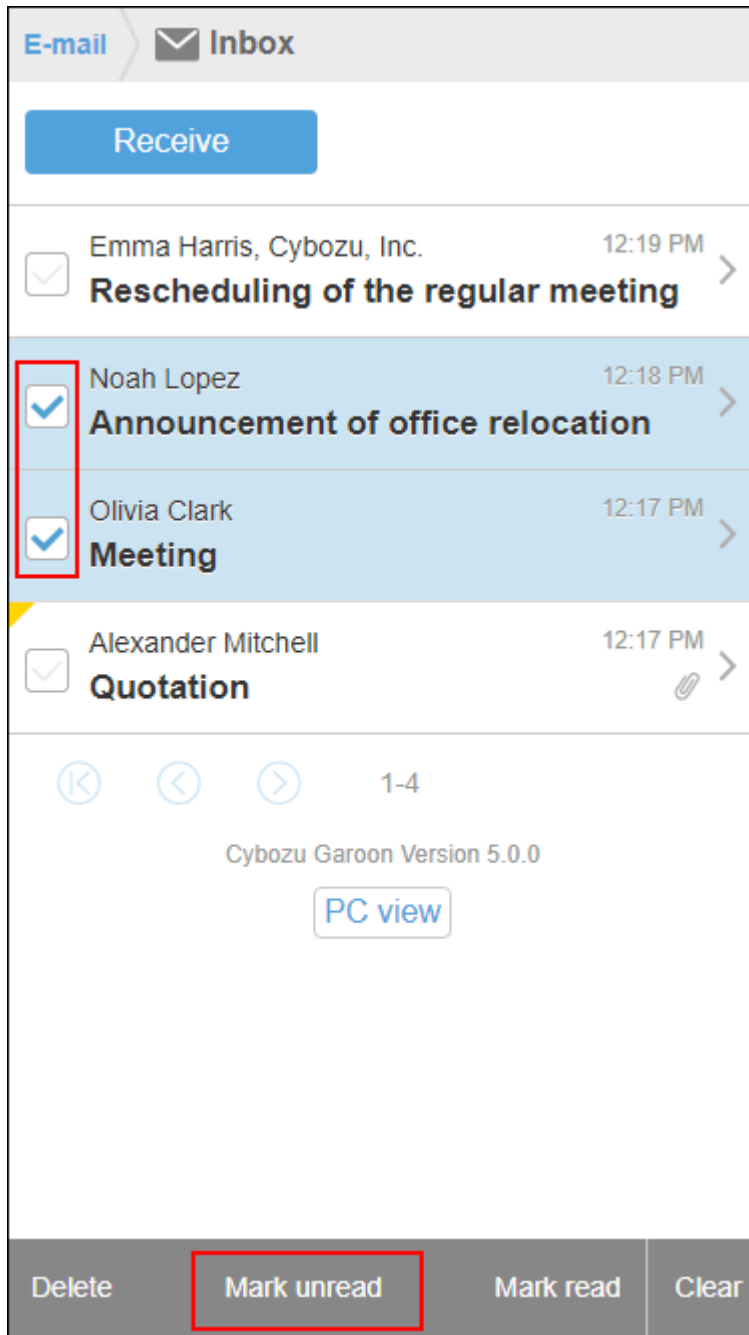 E-mail
Inbox
Receive
Emma Harris, Cybozu, Inc.
12:19 PM
Rescheduling of the regular meeting
Noah Lopez
12:18 PM
Announcement of office relocation
Olivia Clark
12:17 PM
Meeting
Alexander Mitchell
12:17 PM
Quotation
1-4
Cybozu Garoon Version 5.0.0
PC view
Delete
Mark unread
Mark read
Clear